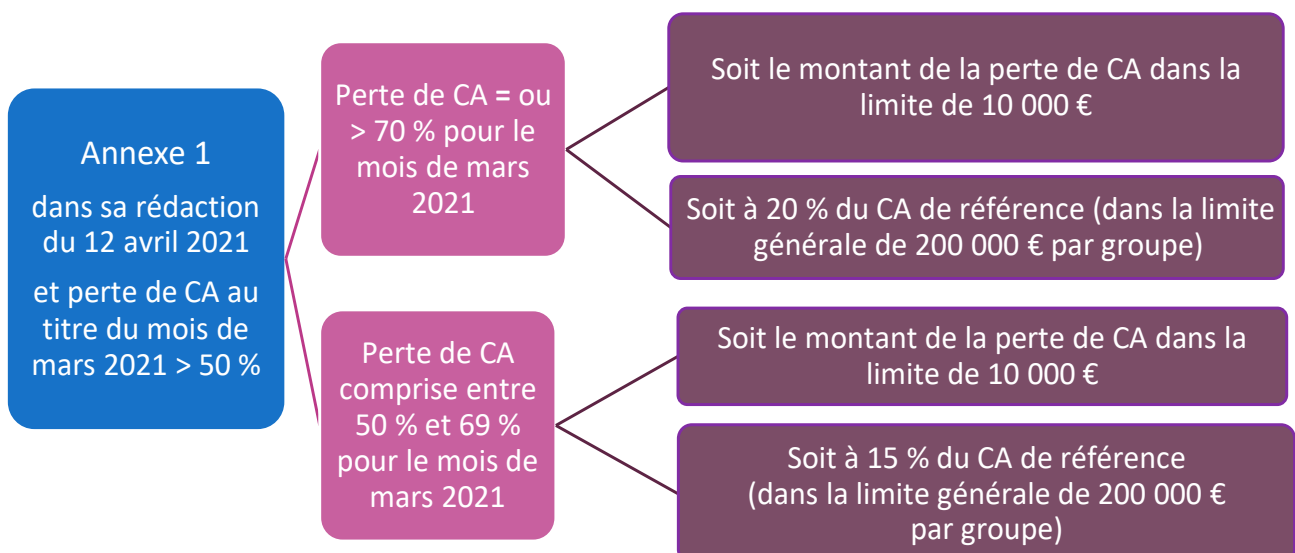 Annexe 1
dans sa rédaction
du 12 avril 2021
et perte de CA au
titre du mois de
mars 2021 > 50 %
Perte de CA = ou
> 70 % pour le
mois de mars
2021
Soit le montant de la perte de CA dans la
limite de 10 000 €
Soit à 20 % du CA de référence (dans la limite
générale de 200 000 € par groupe)
Perte de CA
comprise entre
50 % et 69 %
pour le mois de
mars 2021
Soit le montant de la perte de CA dans la
limite de 10 000 €
Soit à 15 % du CA de référence
(dans la limite générale de 200 000 €
par groupe)